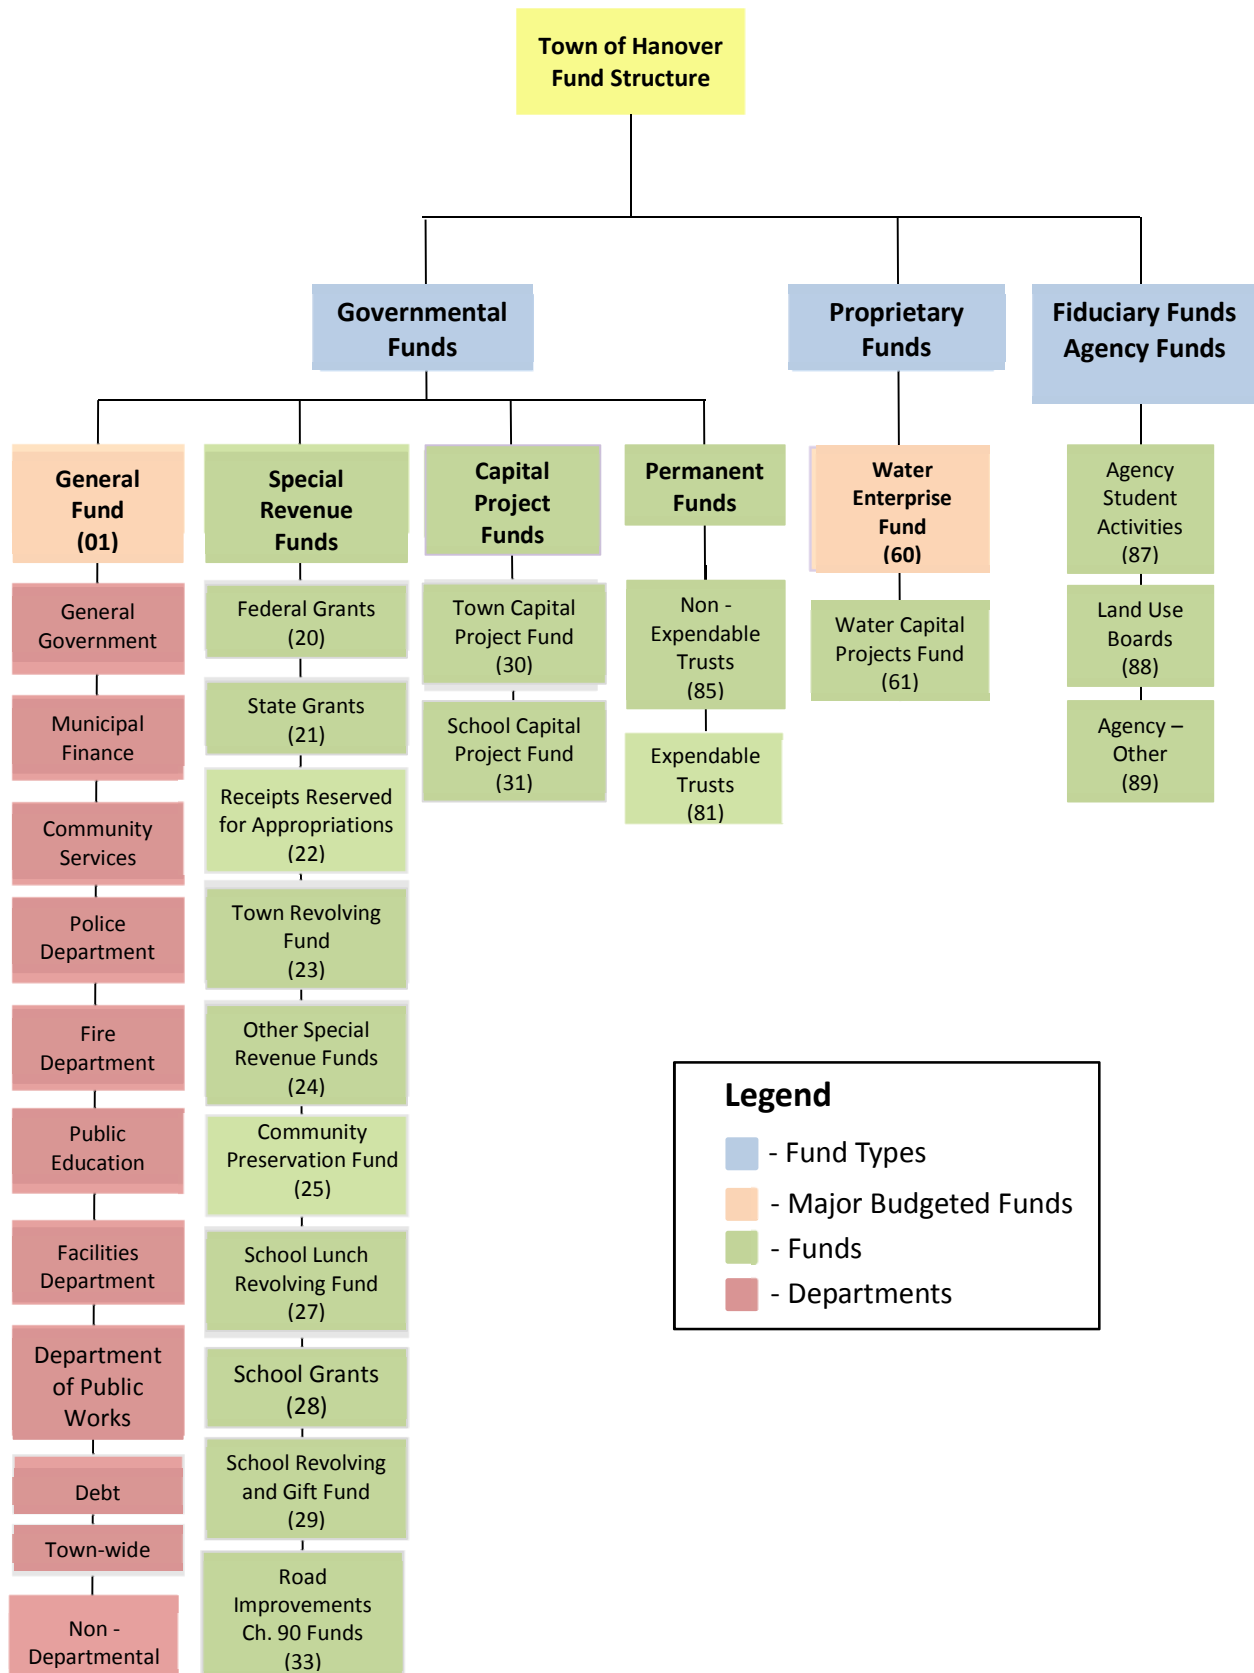 Town of Hanover
Fund Structure
Governmental
Funds
Proprietary
Funds
Fiduciary Funds
Agency Funds
General
Fund
(01)
General
Government
Municipal
Finance
Community
Services
Police
Department
Fire
Department
Public
Education
Facilities
Department
Department
of Public
Works
Debt
Town-wide
Non -
Departmental
Special
Revenue
Funds
Federal Grants
(20)
State Grants
(21)
Receipts Reserved
for Appropriations
(22)
Town Revolving
Fund
(23)
Other Special
Revenue Funds
(24)
Community
Preservation Fund
(25)
School Lunch
Revolving Fund
(27)
School Grants
(28)
School Revolving
and Gift Fund
(29)
Road
Improvements
Ch. 90 Funds
(33)
Capital
Project
Funds
Town Capital
Project Fund
(30)
School Capital
Project Fund
(31)
Permanent
Funds
Non -
Expendable
Trusts
(85)
Expendable
Trusts
(81)
Water
Enterprise
Fund
(60)
Water Capital
Projects Fund
(61)
Agency
Student
Activities
(87)
Land Use
Boards
(88)
Agency –
Other
(89)
Legend
- Fund Types
- Major Budgeted Funds
- Funds
- Departments